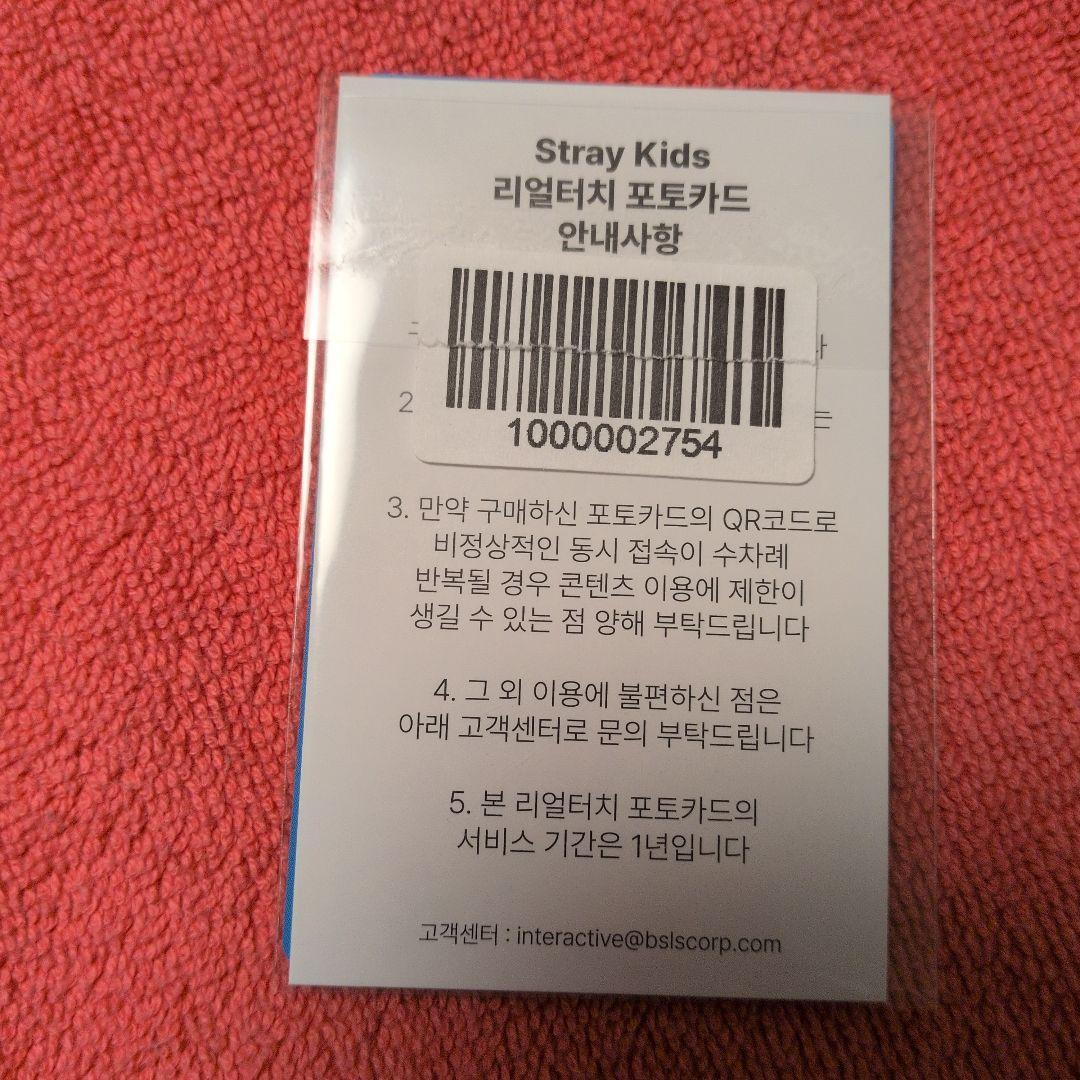 Stray Kids
리얼터치 포토카드
안내사항
1000002754
2
는
3. 만약 구매하신 포토카드의 QR코드로
비정상적인 동시 접속이 수차례
반복될 경우 콘텐츠 이용에 제한이
생길 수 있는 점 양해 부탁드립니다
4. 그 외 이용에 불편하신 점은
아래 고객센터로 문의 부탁드립니다
5. 본 리얼터치 포토카드의
서비스 기간은 1년입니다
고객센터 : interactive@bslscorp.com